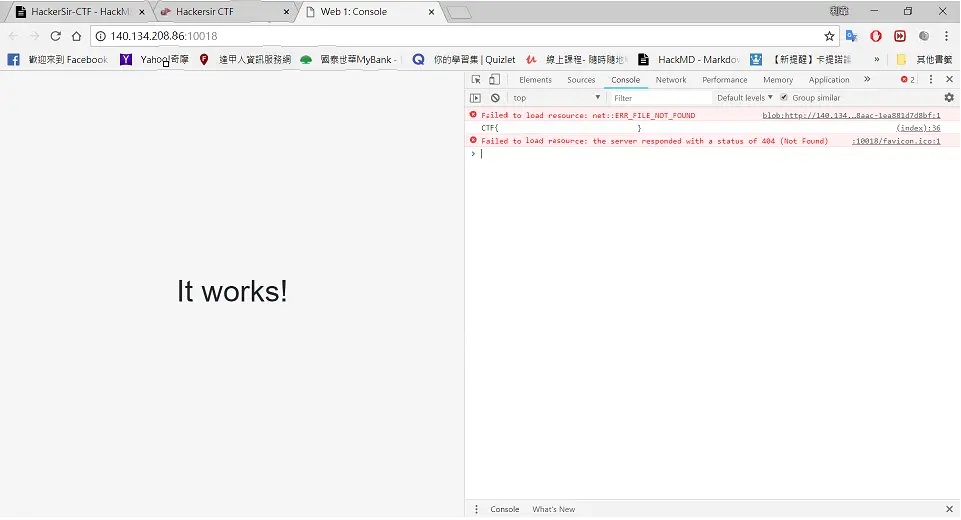 HackerSir-CTF - HackM
Hackersir CTF
Web 1: Console
140.134.208.86:10018
歡迎來到 Facebook
Yahoo!奇摩
逢甲人資訊服務網
國泰世華MyBank -
你的學習集 | Quizlet
線上課程- 隨時隨地
HackMD - Markdow
【新提醒】卡提諾論
»
其他書籤
Elements Sources Console Network Performance Memory Application » 2
top Filter Default levels Group similar
Failed to load resource: net::ERR_FILE_NOT_FOUND blob:http://140.134.…8aac-1ea881d7d8bf:1
CTF{ } (index):36
Failed to load resource: the server responded with a status of 404 (Not Found) :10018/favicon.ico:1
It works!
Console What's New